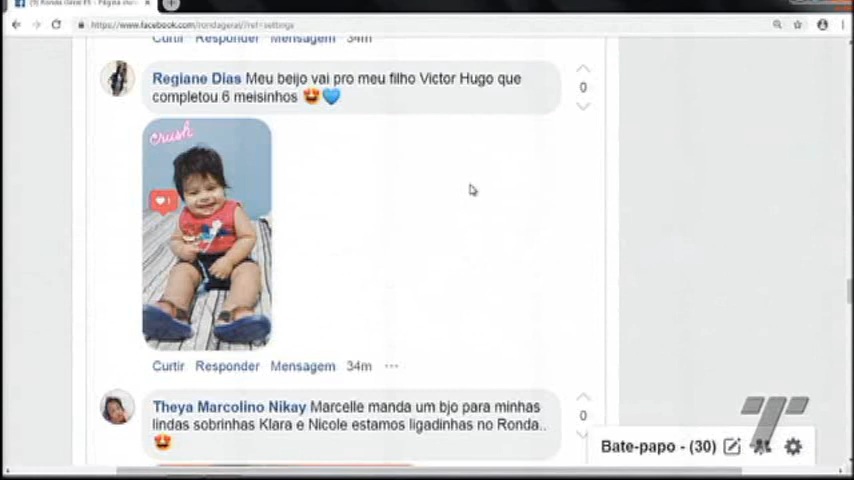 https://www.facebook.com/rondageral/?ref=settings
Curtir Responder Mensagem 34m
Regiane Dias Meu beijo vai pro meu filho Victor Hugo que
completou 6 meisinhos
0
crush
Curtir Responder Mensagem 34m ...
Theya Marcolino Nikay Marcelle manda um bjo para minhas
lindas sobrinhas Klara e Nicole estamos ligadinhas no Ronda..
0
Bate-papo - (30)